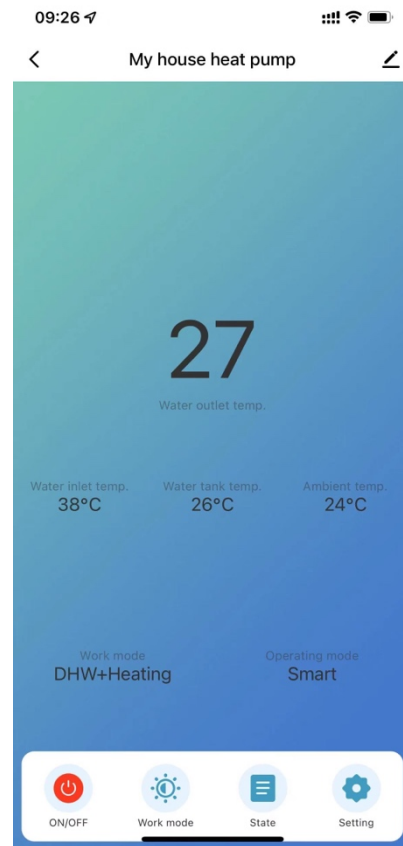 09:26
My house heat pump
27
Water outlet temp.
Water inlet temp. Water tank temp. Ambient temp.
38°C 26°C 24°C
Work mode Operating mode
DHW+Heating Smart
ON/OFF Work mode State Setting